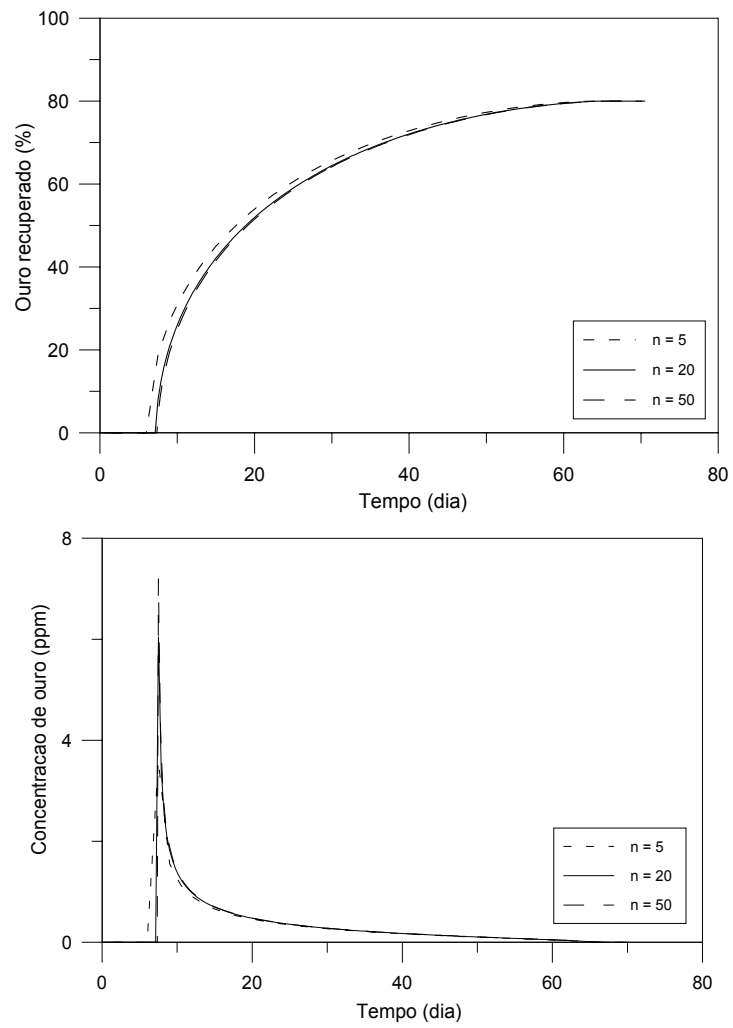 100
80
60
40
20
0
Ouro recuperado (%)
n = 5
n = 20
n = 50
0 20 40 60 80
Tempo (dia)
8
4
0
Concentracao de ouro (ppm)
n = 5
n = 20
n = 50
0 20 40 60 80
Tempo (dia)